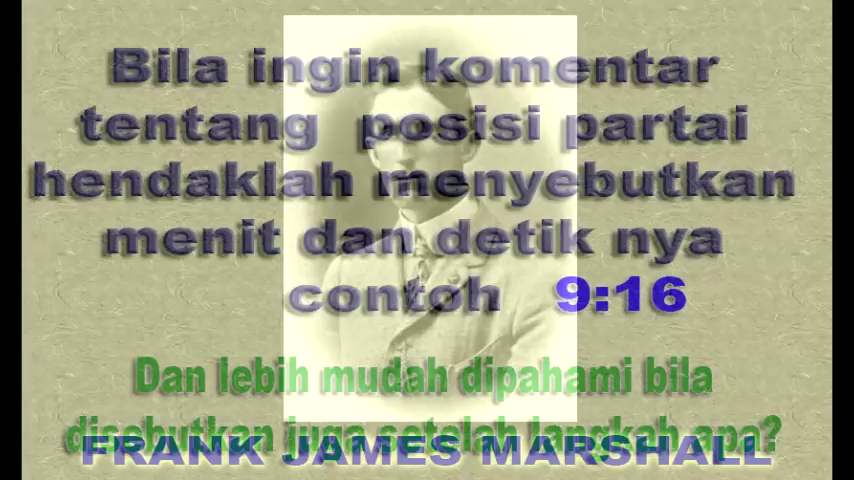 Bila ingin komentar
tentang posisi partai
hendaklah menyebutkan
menit dan detik nya
contoh 9:16
Dan lebih mudah dipahami bila
disebutkan juga setelah langkah apa?
FRANK JAMES MARSHALL